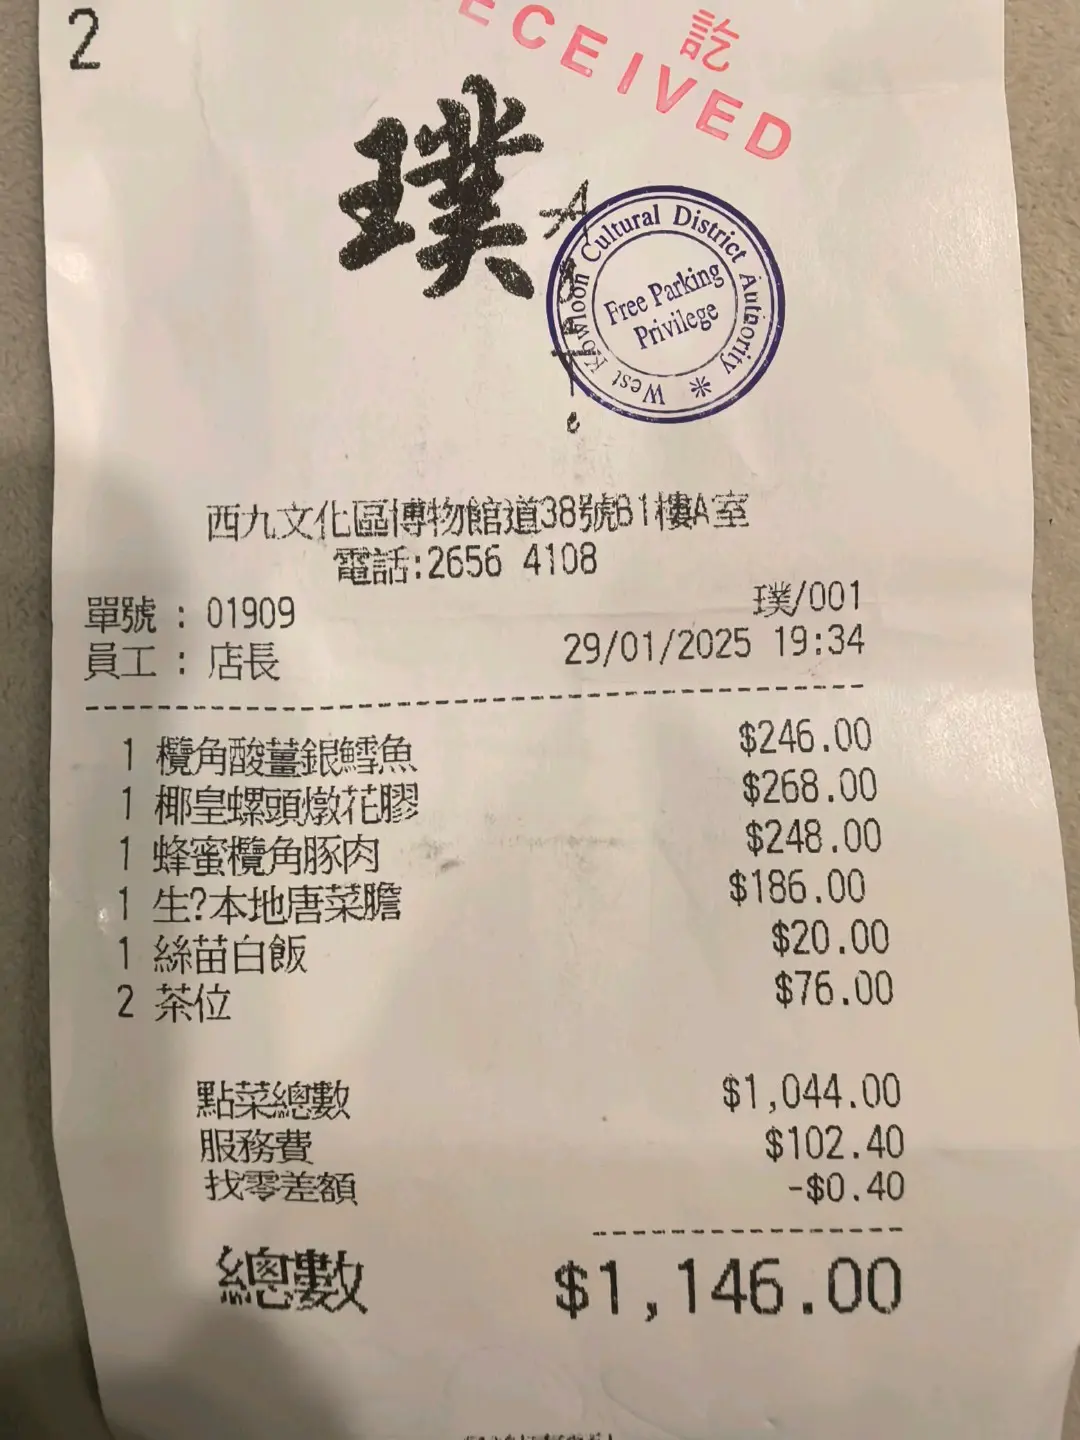 2
訖
RECEIVED
璞
West Kowloon Cultural District Authority
Free Parking
Privilege
西九文化區博物館道38號B1樓A室
電話:2656 4108
單號 : 01909
璞/001
員工 : 店長
29/01/2025 19:34
1 欖角酸薑銀鱈魚 $246.00
1 椰皇螺頭燉花膠 $268.00
1 蜂蜜欖角豚肉 $248.00
1 生?本地唐菜膽 $186.00
1 絲苗白飯 $20.00
2 茶位 $76.00
點菜總數 $1,044.00
服務費 $102.40
找零差額 -$0.40
總數 $1,146.00